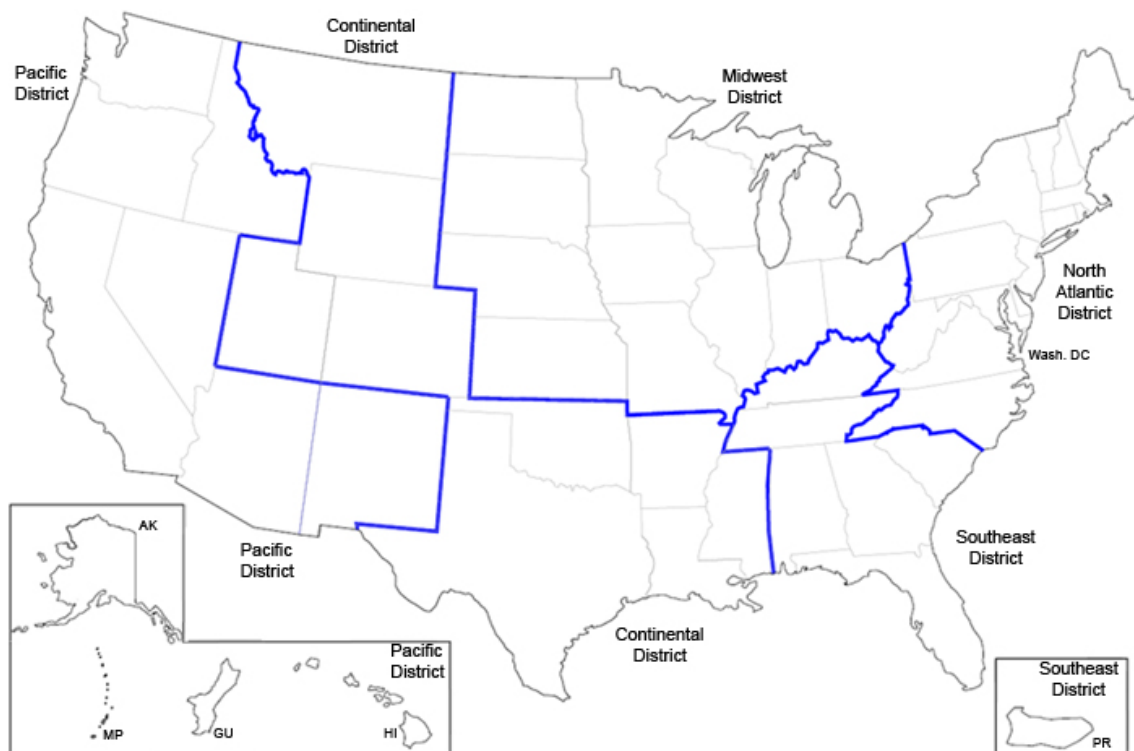 Continental
District
Pacific
District
Midwest
District
North
Atlantic
District
Wash. DC
AK
Pacific
District
Southeast
District
Continental
District
Pacific
District
MP
GU
HI
Southeast
District
PR